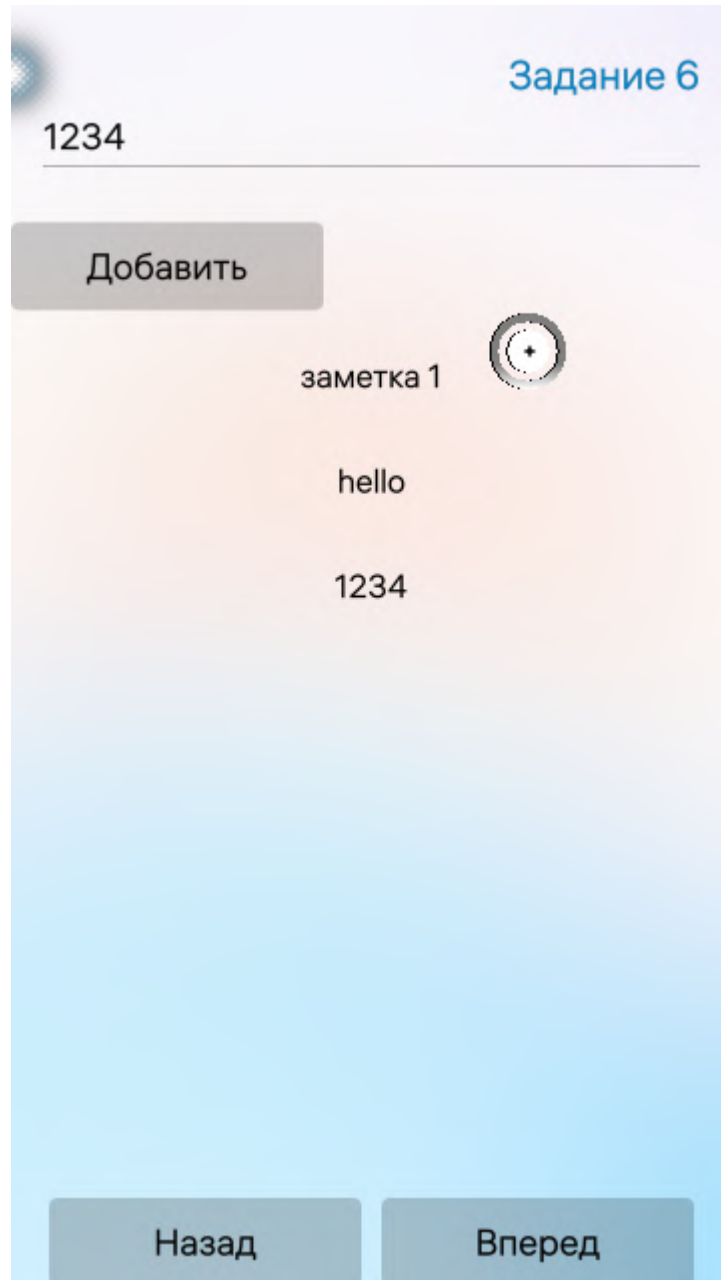 Задание 6
1234
Добавить
заметка 1
hello
1234
Назад Вперед